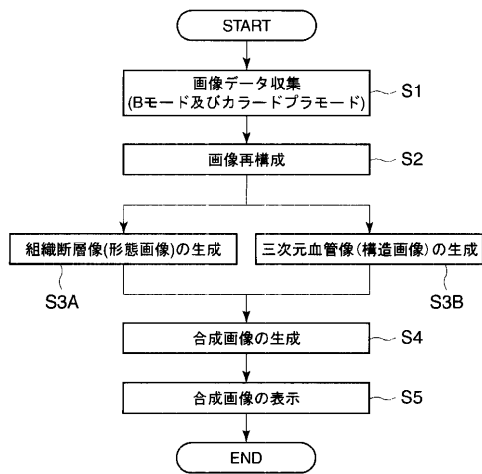 START
画像データ収集
(Bモード及びカラードプラモード)
S1
画像再構成
S2
組織断層像(形態画像)の生成
三次元血管像(構造画像)の生成
S3A
S3B
合成画像の生成
S4
合成画像の表示
S5
END